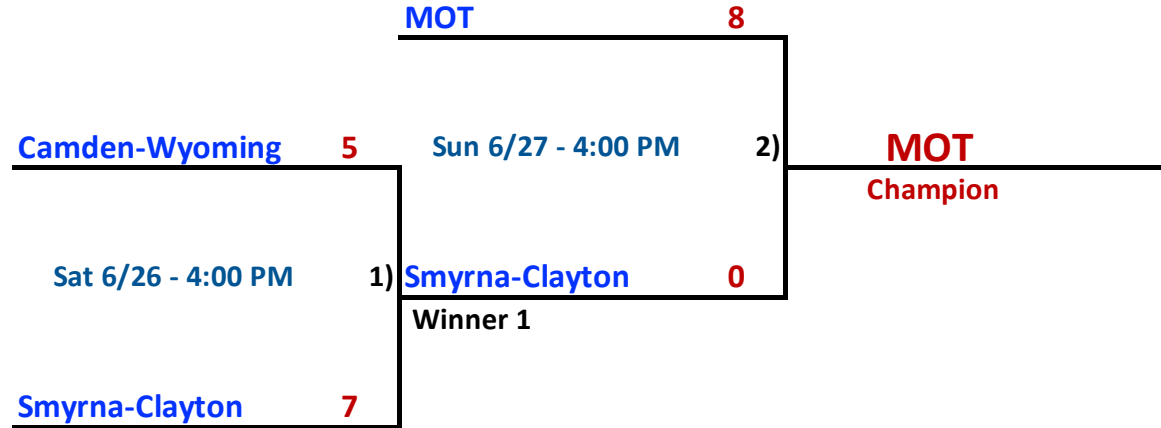 MOT 8
Camden-Wyoming 5
Sun 6/27 - 4:00 PM 2)
MOT
Champion
Sat 6/26 - 4:00 PM 1)
Smyrna-Clayton 0
Winner 1
Smyrna-Clayton 7